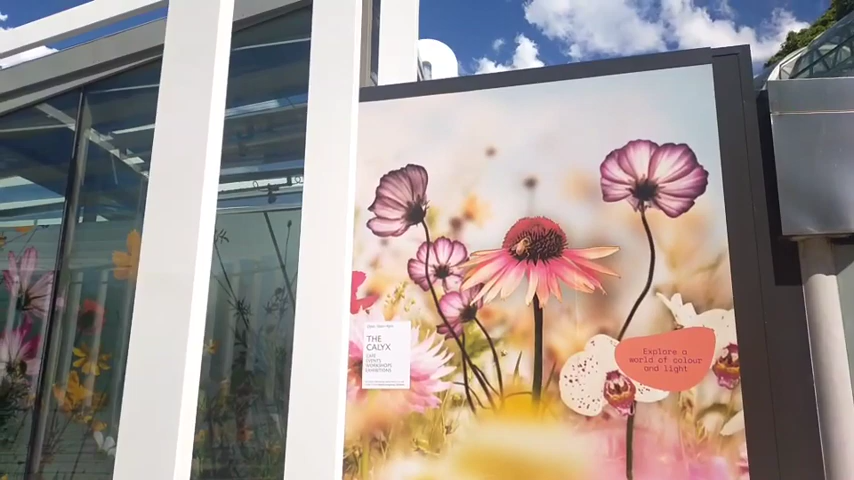 THE
CALYX
CAFE
EVENTS
WORKSHOPS
EXHIBITIONS
Explore a
world of colour
and light